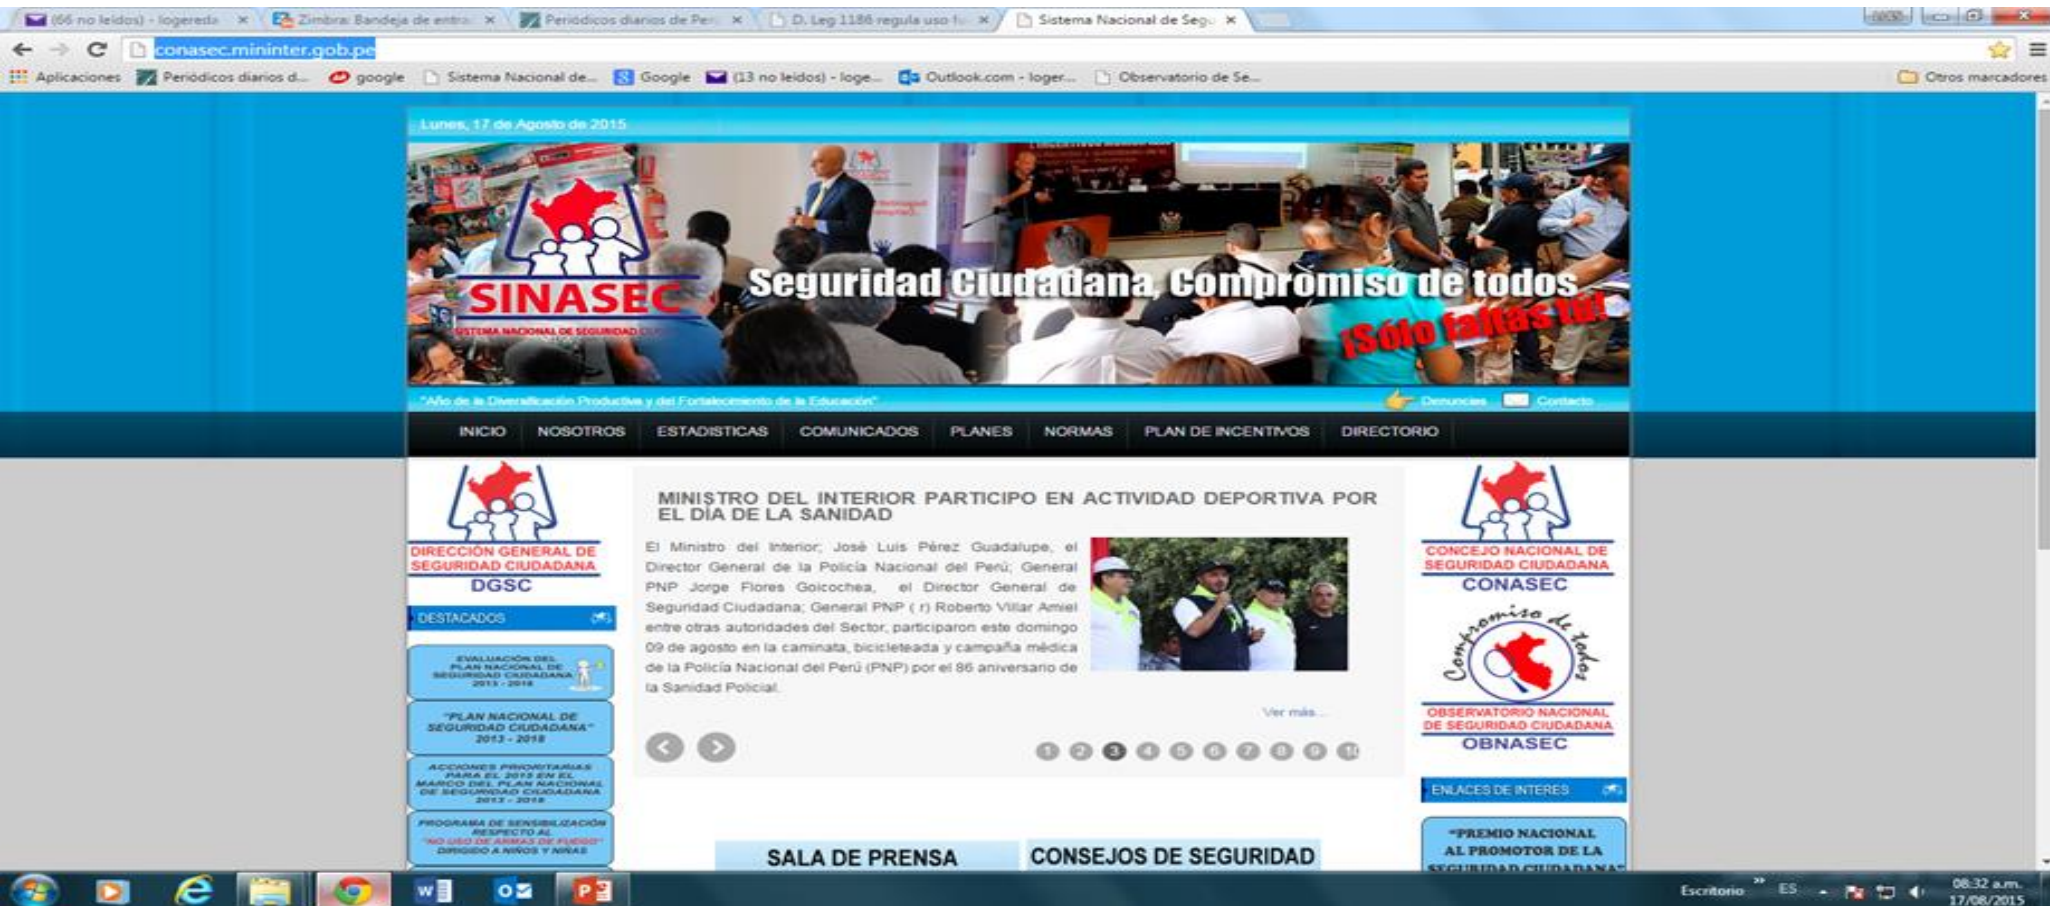 (66 no leídos) - logereda
Zimbra: Bandeja de entra
Periódicos diarios de Per
D. Leg 1186 regula uso fu
Sistema Nacional de Segu
conasec.mininter.gob.pe
Aplicaciones
Periódicos diarios d...
google
Sistema Nacional de...
Google
(13 no leídos) - loge...
Outlook.com - loger...
Observatorio de Se...
Otros marcadores
Lunes, 17 de Agosto de 2015
SINASEC
SISTEMA NACIONAL DE SEGURIDAD
Seguridad Ciudadana, Compromiso de todos
¡Sólo faltas tú!
"Año de la Diversificación Productiva y del Fortalecimiento de la Educación"
Denuncias
Contacto
INICIO
NOSOTROS
ESTADISTICAS
COMUNICADOS
PLANES
NORMAS
PLAN DE INCENTIVOS
DIRECTORIO
DIRECCIÓN GENERAL DE
SEGURIDAD CIUDADANA
DGSC
DESTACADOS
EVALUACIÓN DEL
PLAN NACIONAL DE
SEGURIDAD CIUDADANA
2013 - 2018
"PLAN NACIONAL DE
SEGURIDAD CIUDADANA"
2013 - 2018
ACCIONES PRIORITARIAS
PARA EL 2015 EN EL
MARCO DEL PLAN NACIONAL
DE SEGURIDAD CIUDADANA
2013 - 2018
PROGRAMA DE SENSIBILIZACIÓN
RESPECTO AL
"NO USO DE ARMAS DE FUEGO"
DIRIGIDO A NIÑOS Y NIÑAS
MINISTRO DEL INTERIOR PARTICIPO EN ACTIVIDAD DEPORTIVA POR
EL DÍA DE LA SANIDAD
El Ministro del Interior; José Luis Pérez Guadalupe, el
Director General de la Policía Nacional del Perú; General
PNP Jorge Flores Goicochea, el Director General de
Seguridad Ciudadana; General PNP ( r) Roberto Villar Amiel
entre otras autoridades del Sector, participaron este domingo
09 de agosto en la caminata, bicicleteada y campaña médica
de la Policía Nacional del Perú (PNP) por el 86 aniversario de
la Sanidad Policial.
Ver más...
1 2 3 4 5 6 7 8 9 10
SALA DE PRENSA
CONSEJOS DE SEGURIDAD
CONCEJO NACIONAL DE
SEGURIDAD CIUDADANA
CONASEC
Compromiso de todos
OBSERVATORIO NACIONAL
DE SEGURIDAD CIUDADANA
OBNASEC
ENLACES DE INTERES
"PREMIO NACIONAL
AL PROMOTOR DE LA
SEGURIDAD CIUDADANA"
Escritorio
ES
08:32 a.m.
17/08/2015